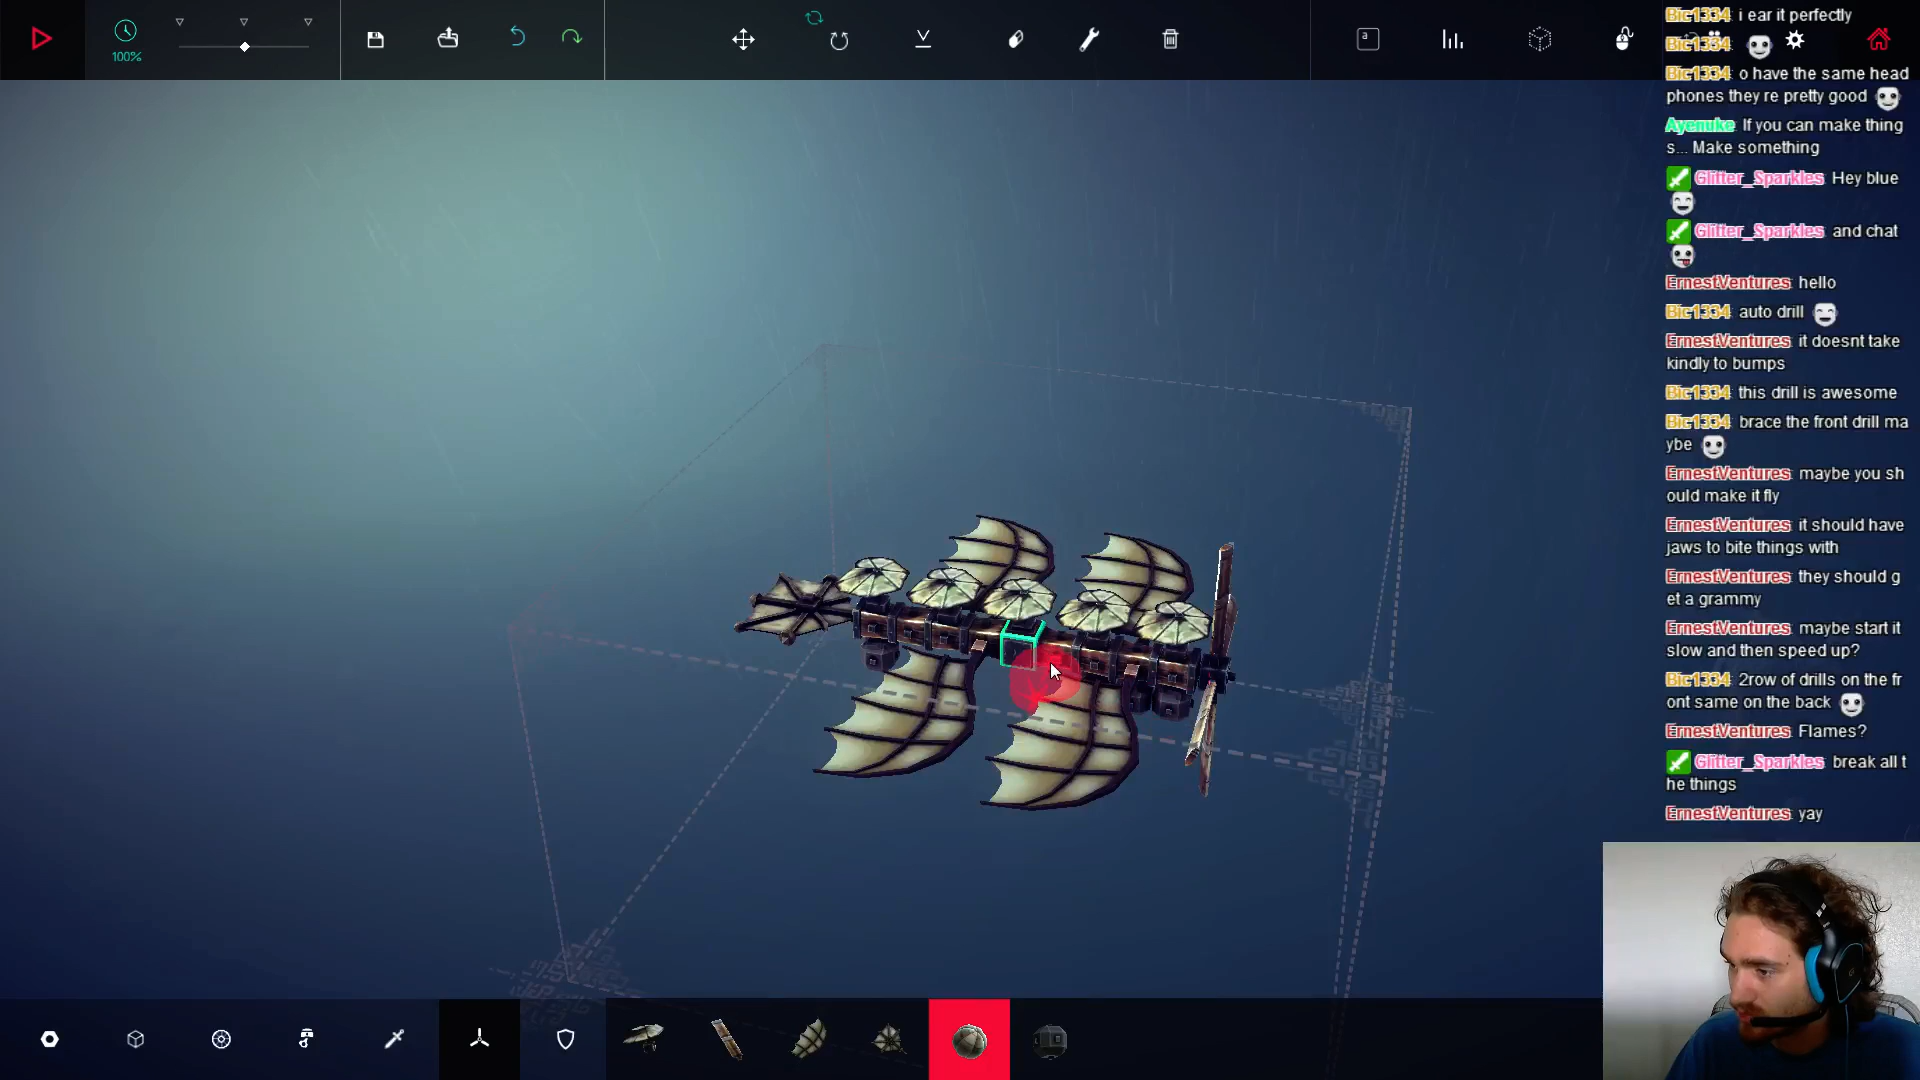 100%
a
Bic1334 i ear it perfectly
Bic1334
Bic1334 o have the same head
phones they re pretty good
Ayenuke: If you can make thing
s... Make something
Glitter_Sparkles: Hey blue
Glitter_Sparkles: and chat
ErnestVentures: hello
Bic1334 auto drill
ErnestVentures: it doesnt take
kindly to bumps
Bic1334 this drill is awesome
Bic1334 brace the front drill ma
ybe
ErnestVentures: maybe you sh
ould make it fly
ErnestVentures: it should have
jaws to bite things with
ErnestVentures: they should g
et a grammy
ErnestVentures: maybe start it
slow and then speed up?
Bic1334 2row of drills on the fr
ont same on the back
ErnestVentures: Flames?
Glitter_Sparkles: break all t
he things
ErnestVentures: yay